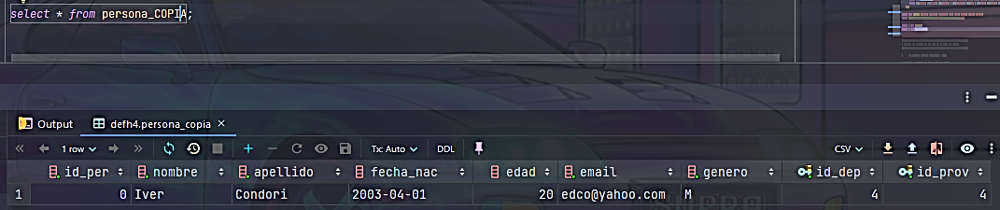 select * from persona_COPIA;
Output defh4.persona_copia ×
1 row Tx: Auto DDL CSV
id_per nombre apellido fecha_nac edad email genero id_dep id_prov
1 0 Iver Condori 2003-04-01 20 edco@yahoo.com M 4 4
SUPRA